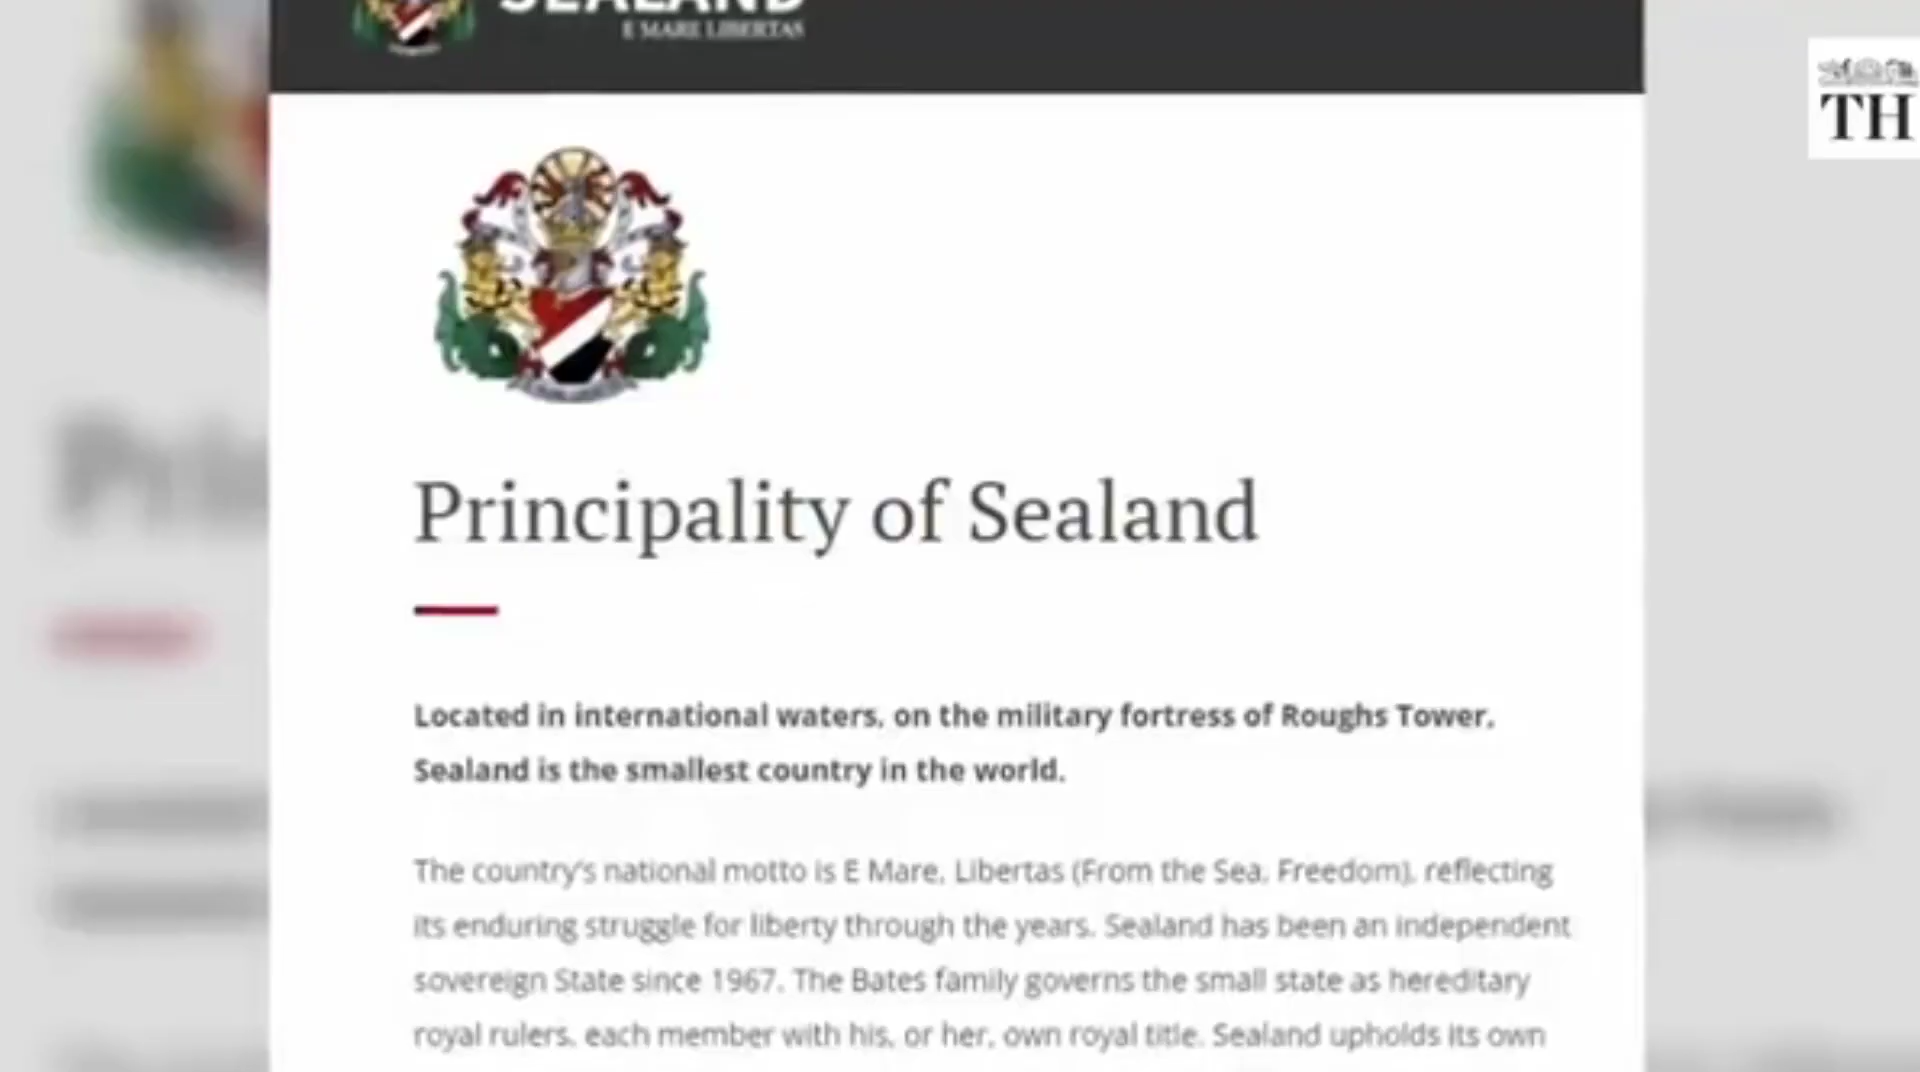 SEALAND
E MARE LIBERTAS
TH
Principality of Sealand
Located in international waters, on the military fortress of Roughs Tower,
Sealand is the smallest country in the world.
The country's national motto is E Mare, Libertas (From the Sea, Freedom), reflecting
its enduring struggle for liberty through the years. Sealand has been an independent
sovereign State since 1967. The Bates family governs the small state as hereditary
royal rulers, each member with his, or her, own royal title. Sealand upholds its own